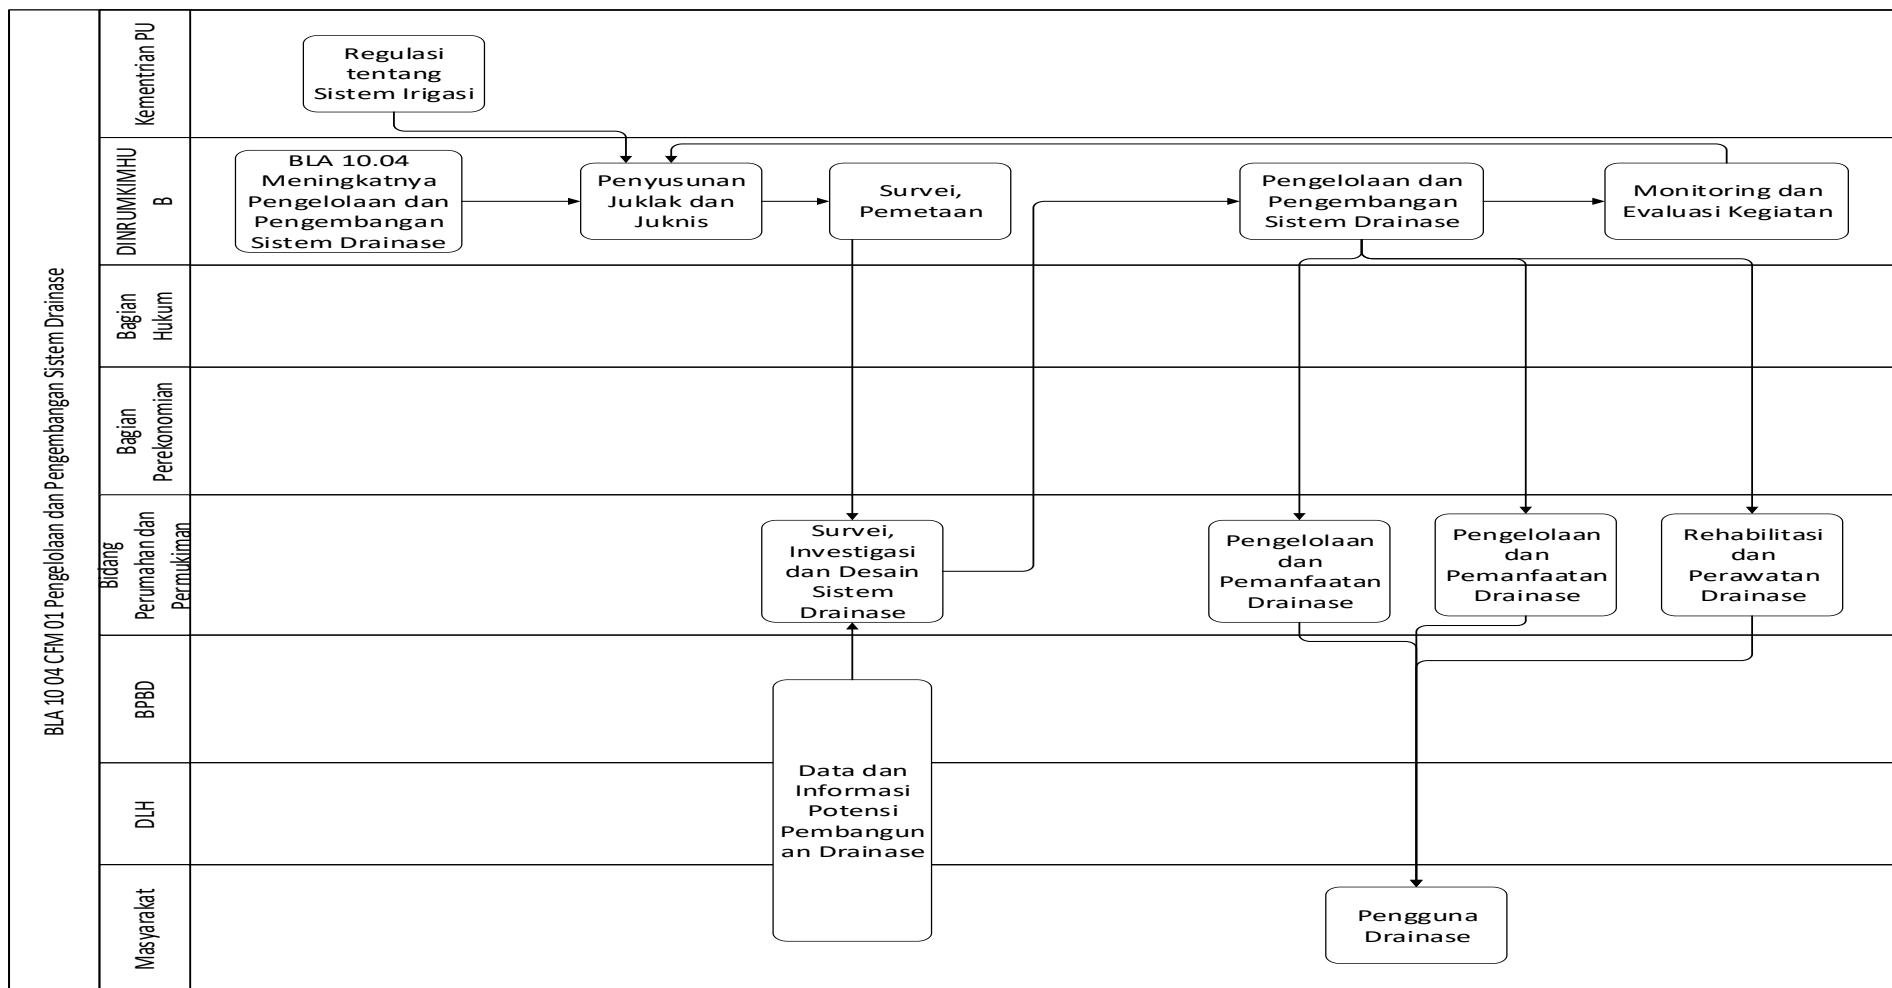 BLA 10 04 CFM 01 Pengelolaan dan Pengembangan Sistem Drainase
Kementrian PU
Regulasi
tentang
Sistem Irigasi
DINRUMKIMHU
B
BLA 10.04
Meningkatnya
Pengelolaan dan
Pengembangan
Sistem Drainase
Penyusunan
Juklak dan
Juknis
Survei,
Pemetaan
Pengelolaan dan
Pengembangan
Sistem Drainase
Monitoring dan
Evaluasi Kegiatan
Bagian
Hukum
Bagian
Perekonomian
Bidang
Perumahan dan
Permukiman
Survei,
Investigasi
dan Desain
Sistem
Drainase
Pengelolaan
dan
Pemanfaatan
Drainase
Pengelolaan
dan
Pemanfaatan
Drainase
Rehabilitasi
dan
Perawatan
Drainase
BPBD
DLH
Data dan
Informasi
Potensi
Pembangun
an Drainase
Masyarakat
Pengguna
Drainase